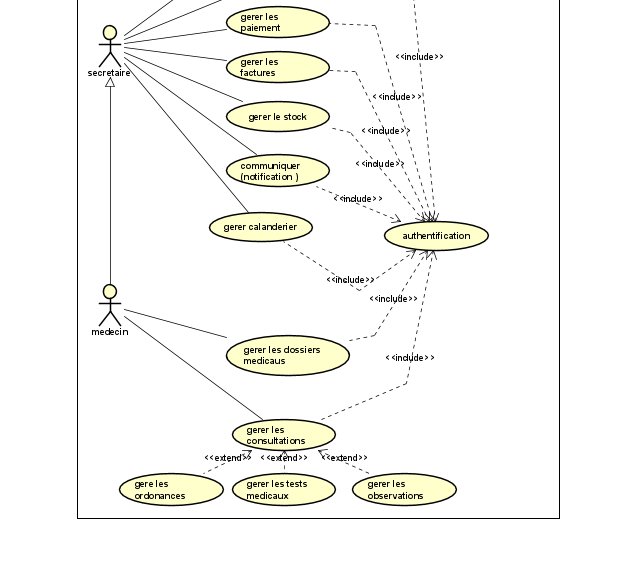 gerer les
paiement
<<include>>
secretaire
gerer les
factures
<<include>>
gerer le stock
<<include>>
communiquer
(notification )
<<include>>
<<include>>
gerer calanderier
authentification
<<include>>
<<include>>
medecin
gerer les dossiers
medicaus
<<include>>
gerer les
consultations
<<extend>>
<<extend>>
<<extend>>
gere les
ordonances
gerer les tests
medicaux
gerer les
observations